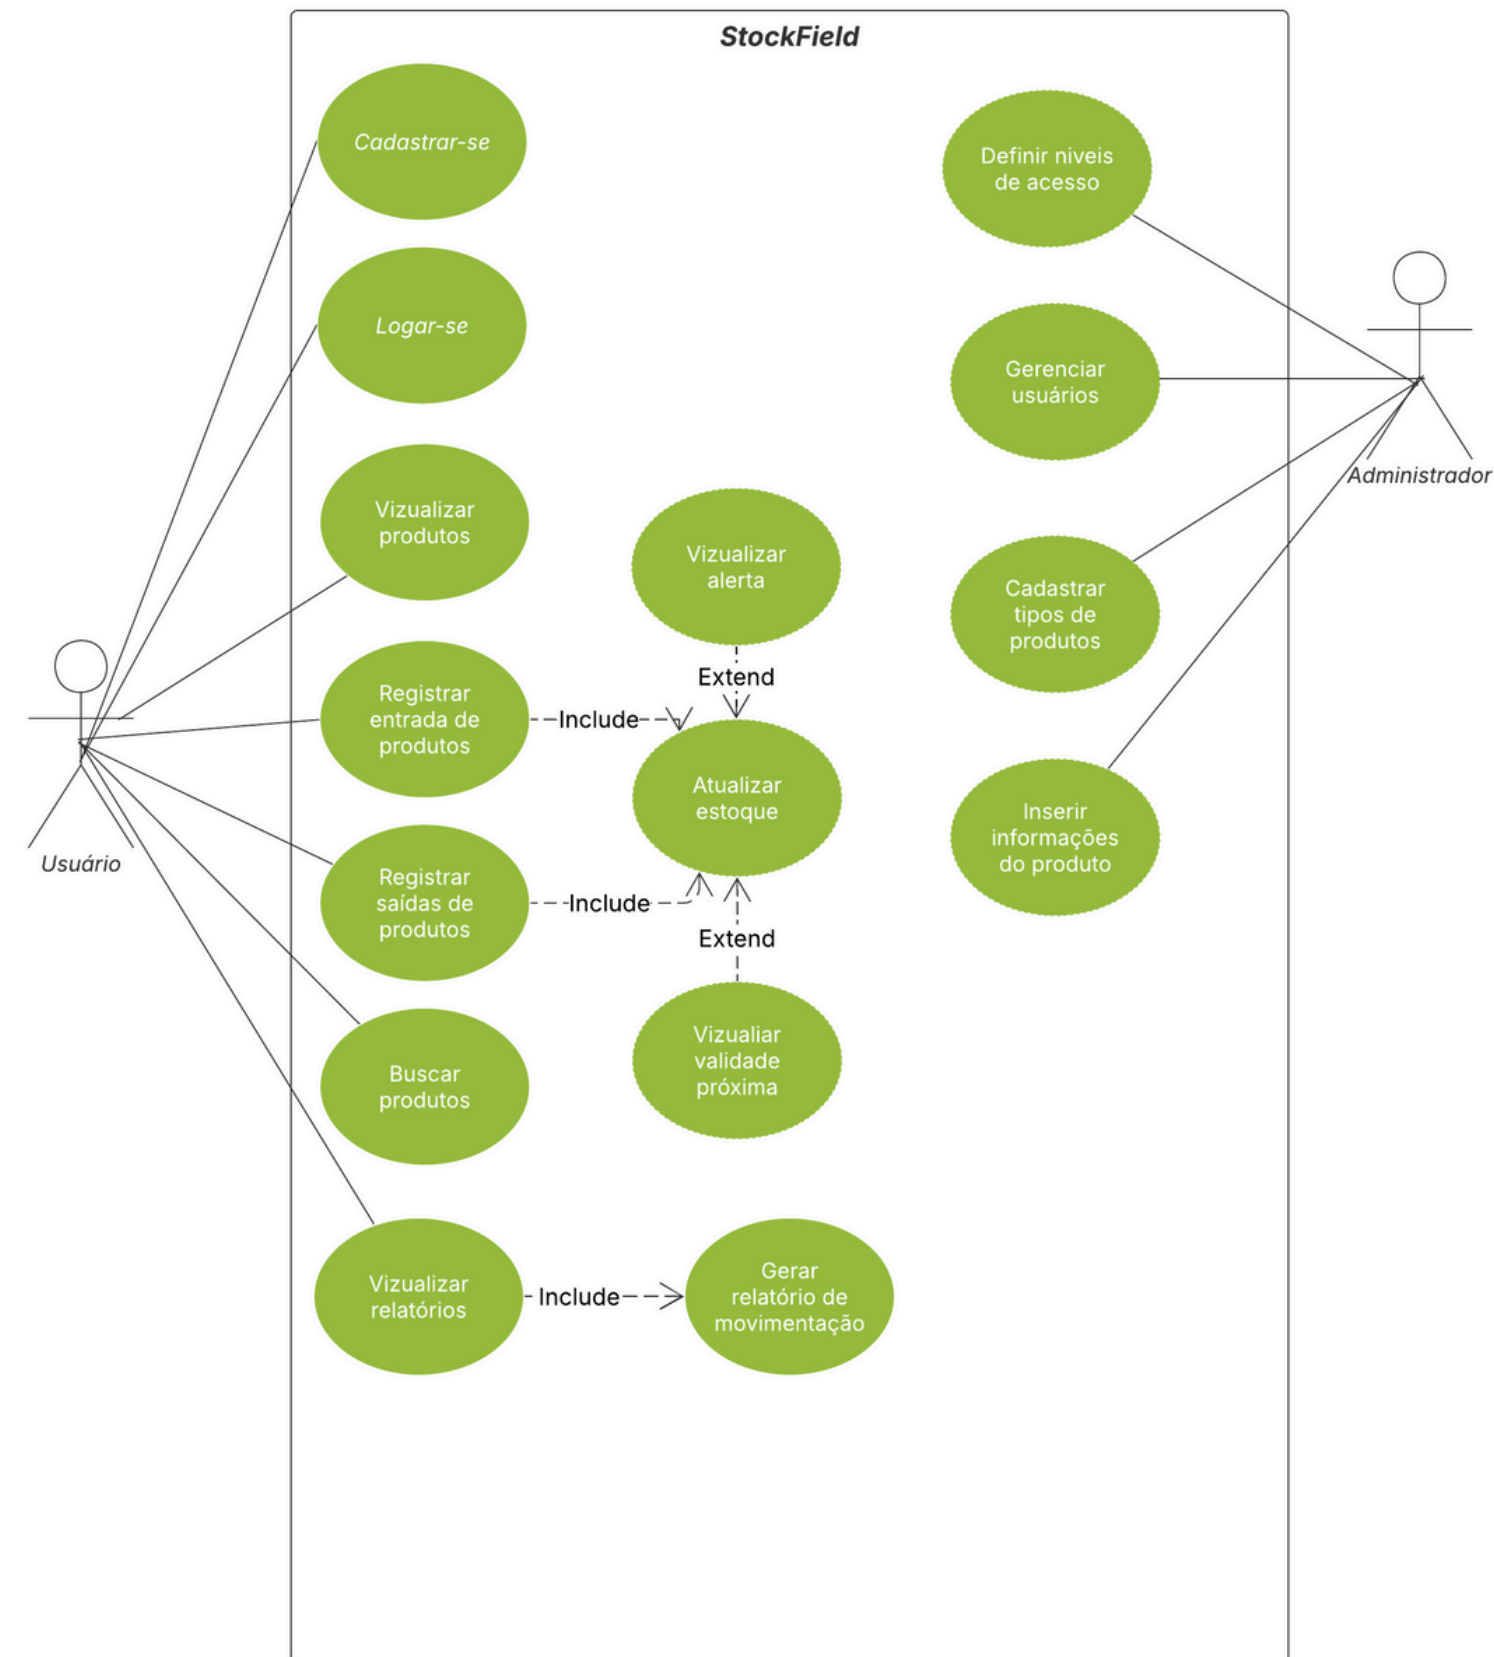 StockField
Cadastrar-se
Logar-se
Vizualizar
produtos
Registrar
entrada de
produtos
Registrar
saídas de
produtos
Buscar
produtos
Vizualizar
relatórios
Usuário
Include
Include
Include
Vizualizar
alerta
Extend
Atualizar
estoque
Extend
Vizualiar
validade
próxima
Gerar
relatório de
movimentação
Definir niveis
de acesso
Gerenciar
usuários
Cadastrar
tipos de
produtos
Inserir
informações
do produto
Administrador